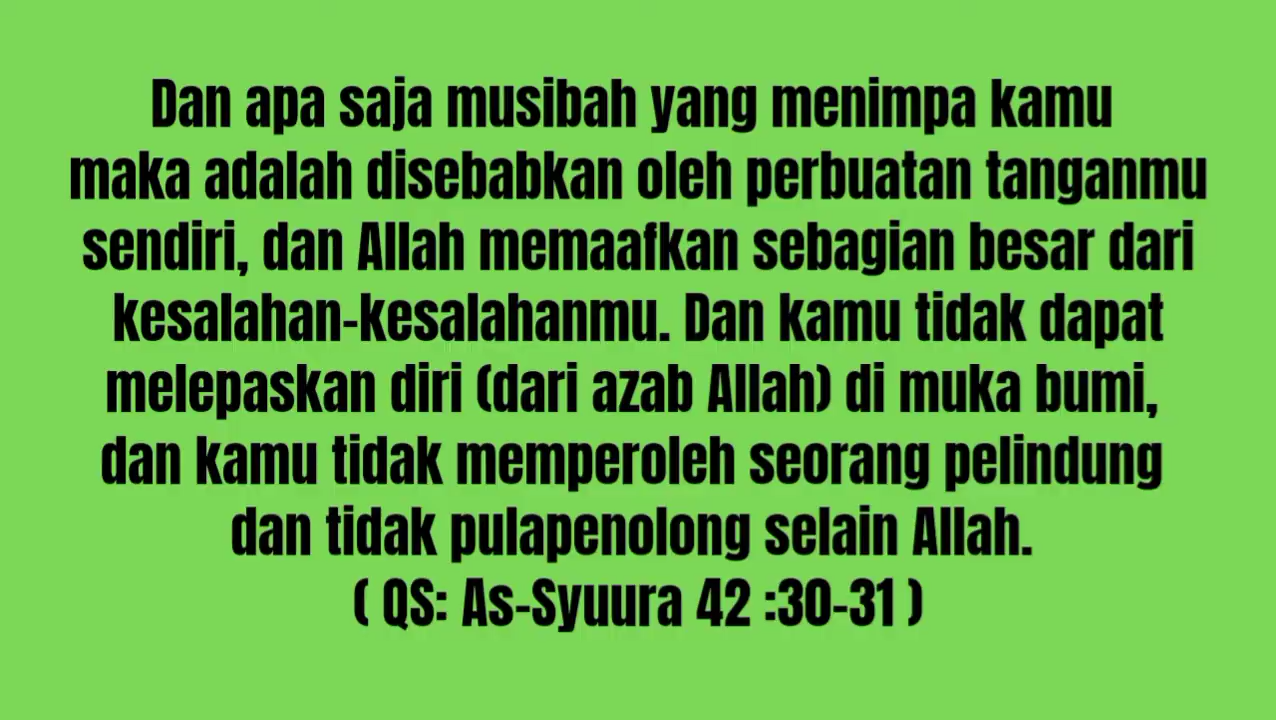 Dan apa saja musibah yang menimpa kamu
maka adalah disebabkan oleh perbuatan tanganmu
sendiri, dan Allah memaafkan sebagian besar dari
kesalahan-kesalahanmu. Dan kamu tidak dapat
melepaskan diri (dari azab Allah) di muka bumi,
dan kamu tidak memperoleh seorang pelindung
dan tidak pulapenolong selain Allah.
( QS: As-Syuura 42 :30-31 )